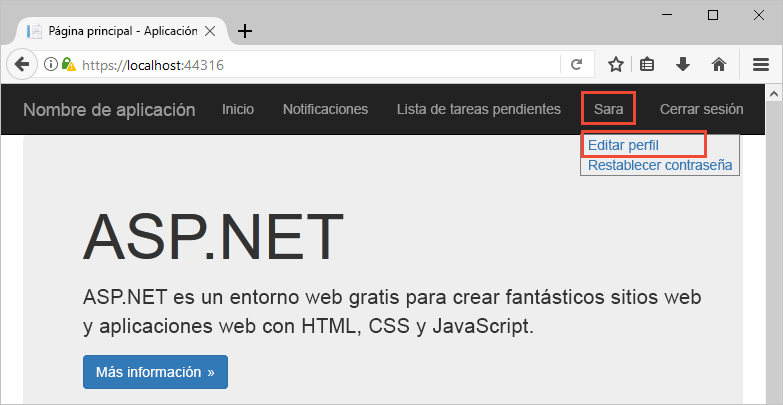 Página principal - Aplicación
https://localhost:44316
Nombre de aplicación Inicio Notificaciones Lista de tareas pendientes Sara Cerrar sesión
Editar perfil
Restablecer contraseña
ASP.NET
ASP.NET es un entorno web gratis para crear fantásticos sitios web
y aplicaciones web con HTML, CSS y JavaScript.
Más información »